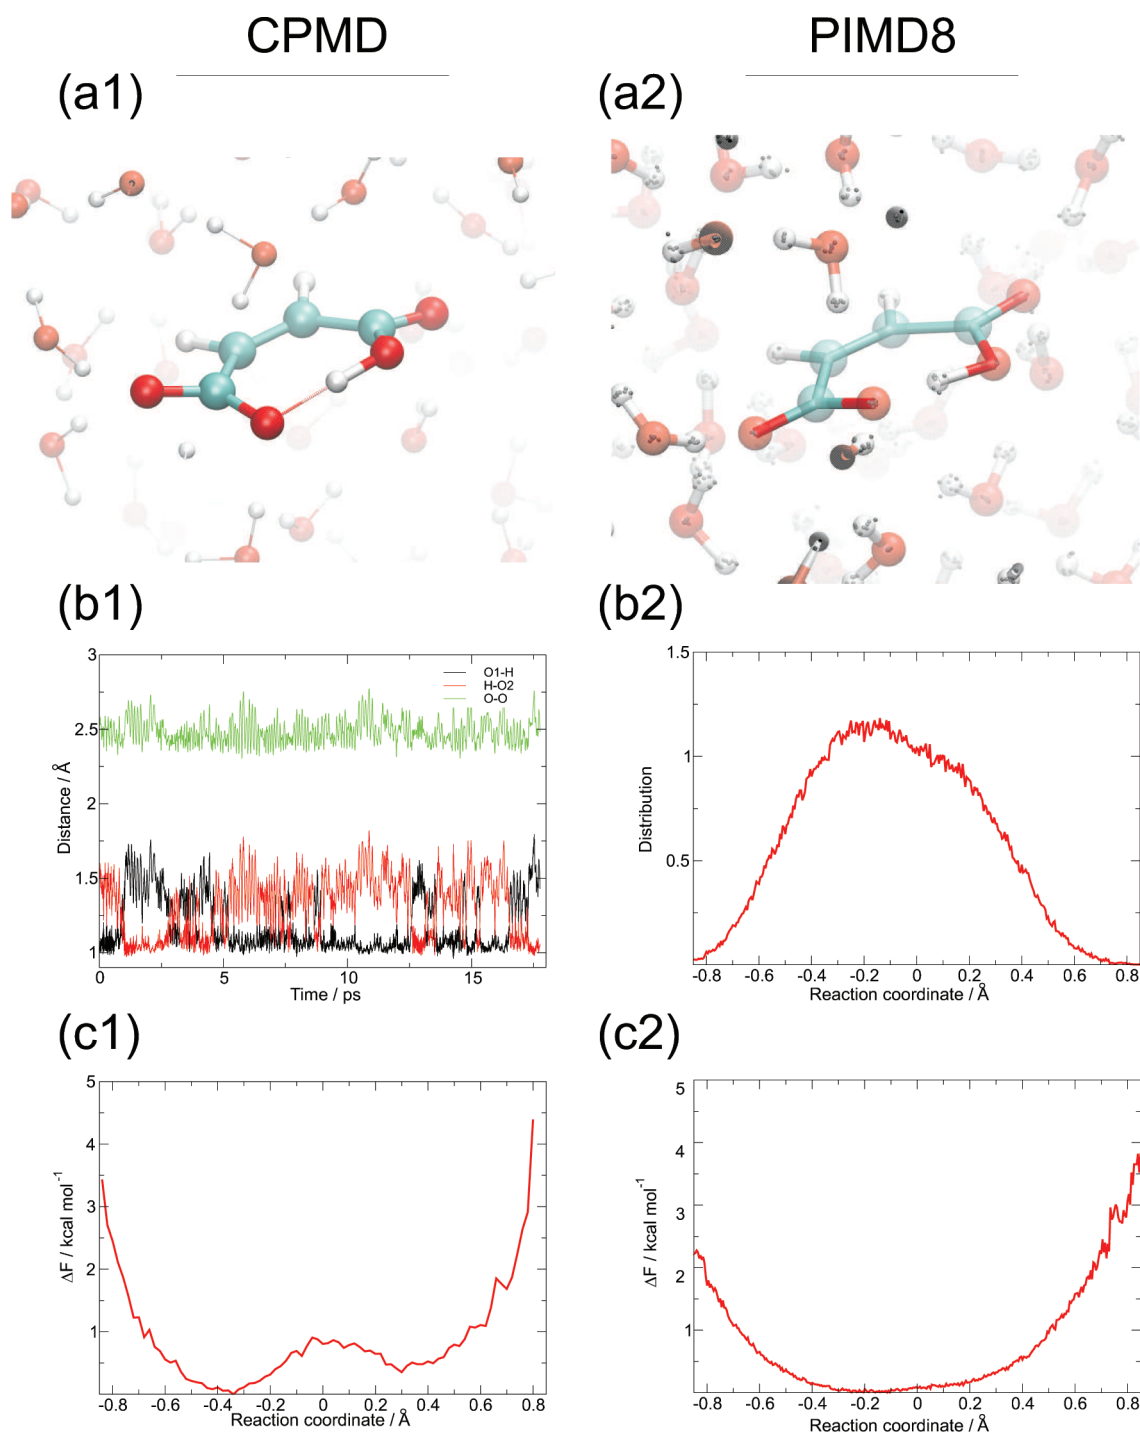 CPMD
PIMD8
(a1)
(a2)
(b1)
(b2)
3
2.5
2
1.5
1
Distance / Å
O1-H
H-O2
O-O
0
5
10
15
Time / ps
1.5
1
0.5
Distribution
-0.8
-0.6
-0.4
-0.2
0
0.2
0.4
0.6
0.8
Reaction coordinate / Å
(c1)
(c2)
5
4
3
2
1
ΔF / kcal mol⁻¹
-0.8
-0.6
-0.4
-0.2
0
0.2
0.4
0.6
0.8
Reaction coordinate / Å
5
4
3
2
1
ΔF / kcal mol⁻¹
-0.8
-0.6
-0.4
-0.2
0
0.2
0.4
0.6
0.8
Reaction coordinate / Å